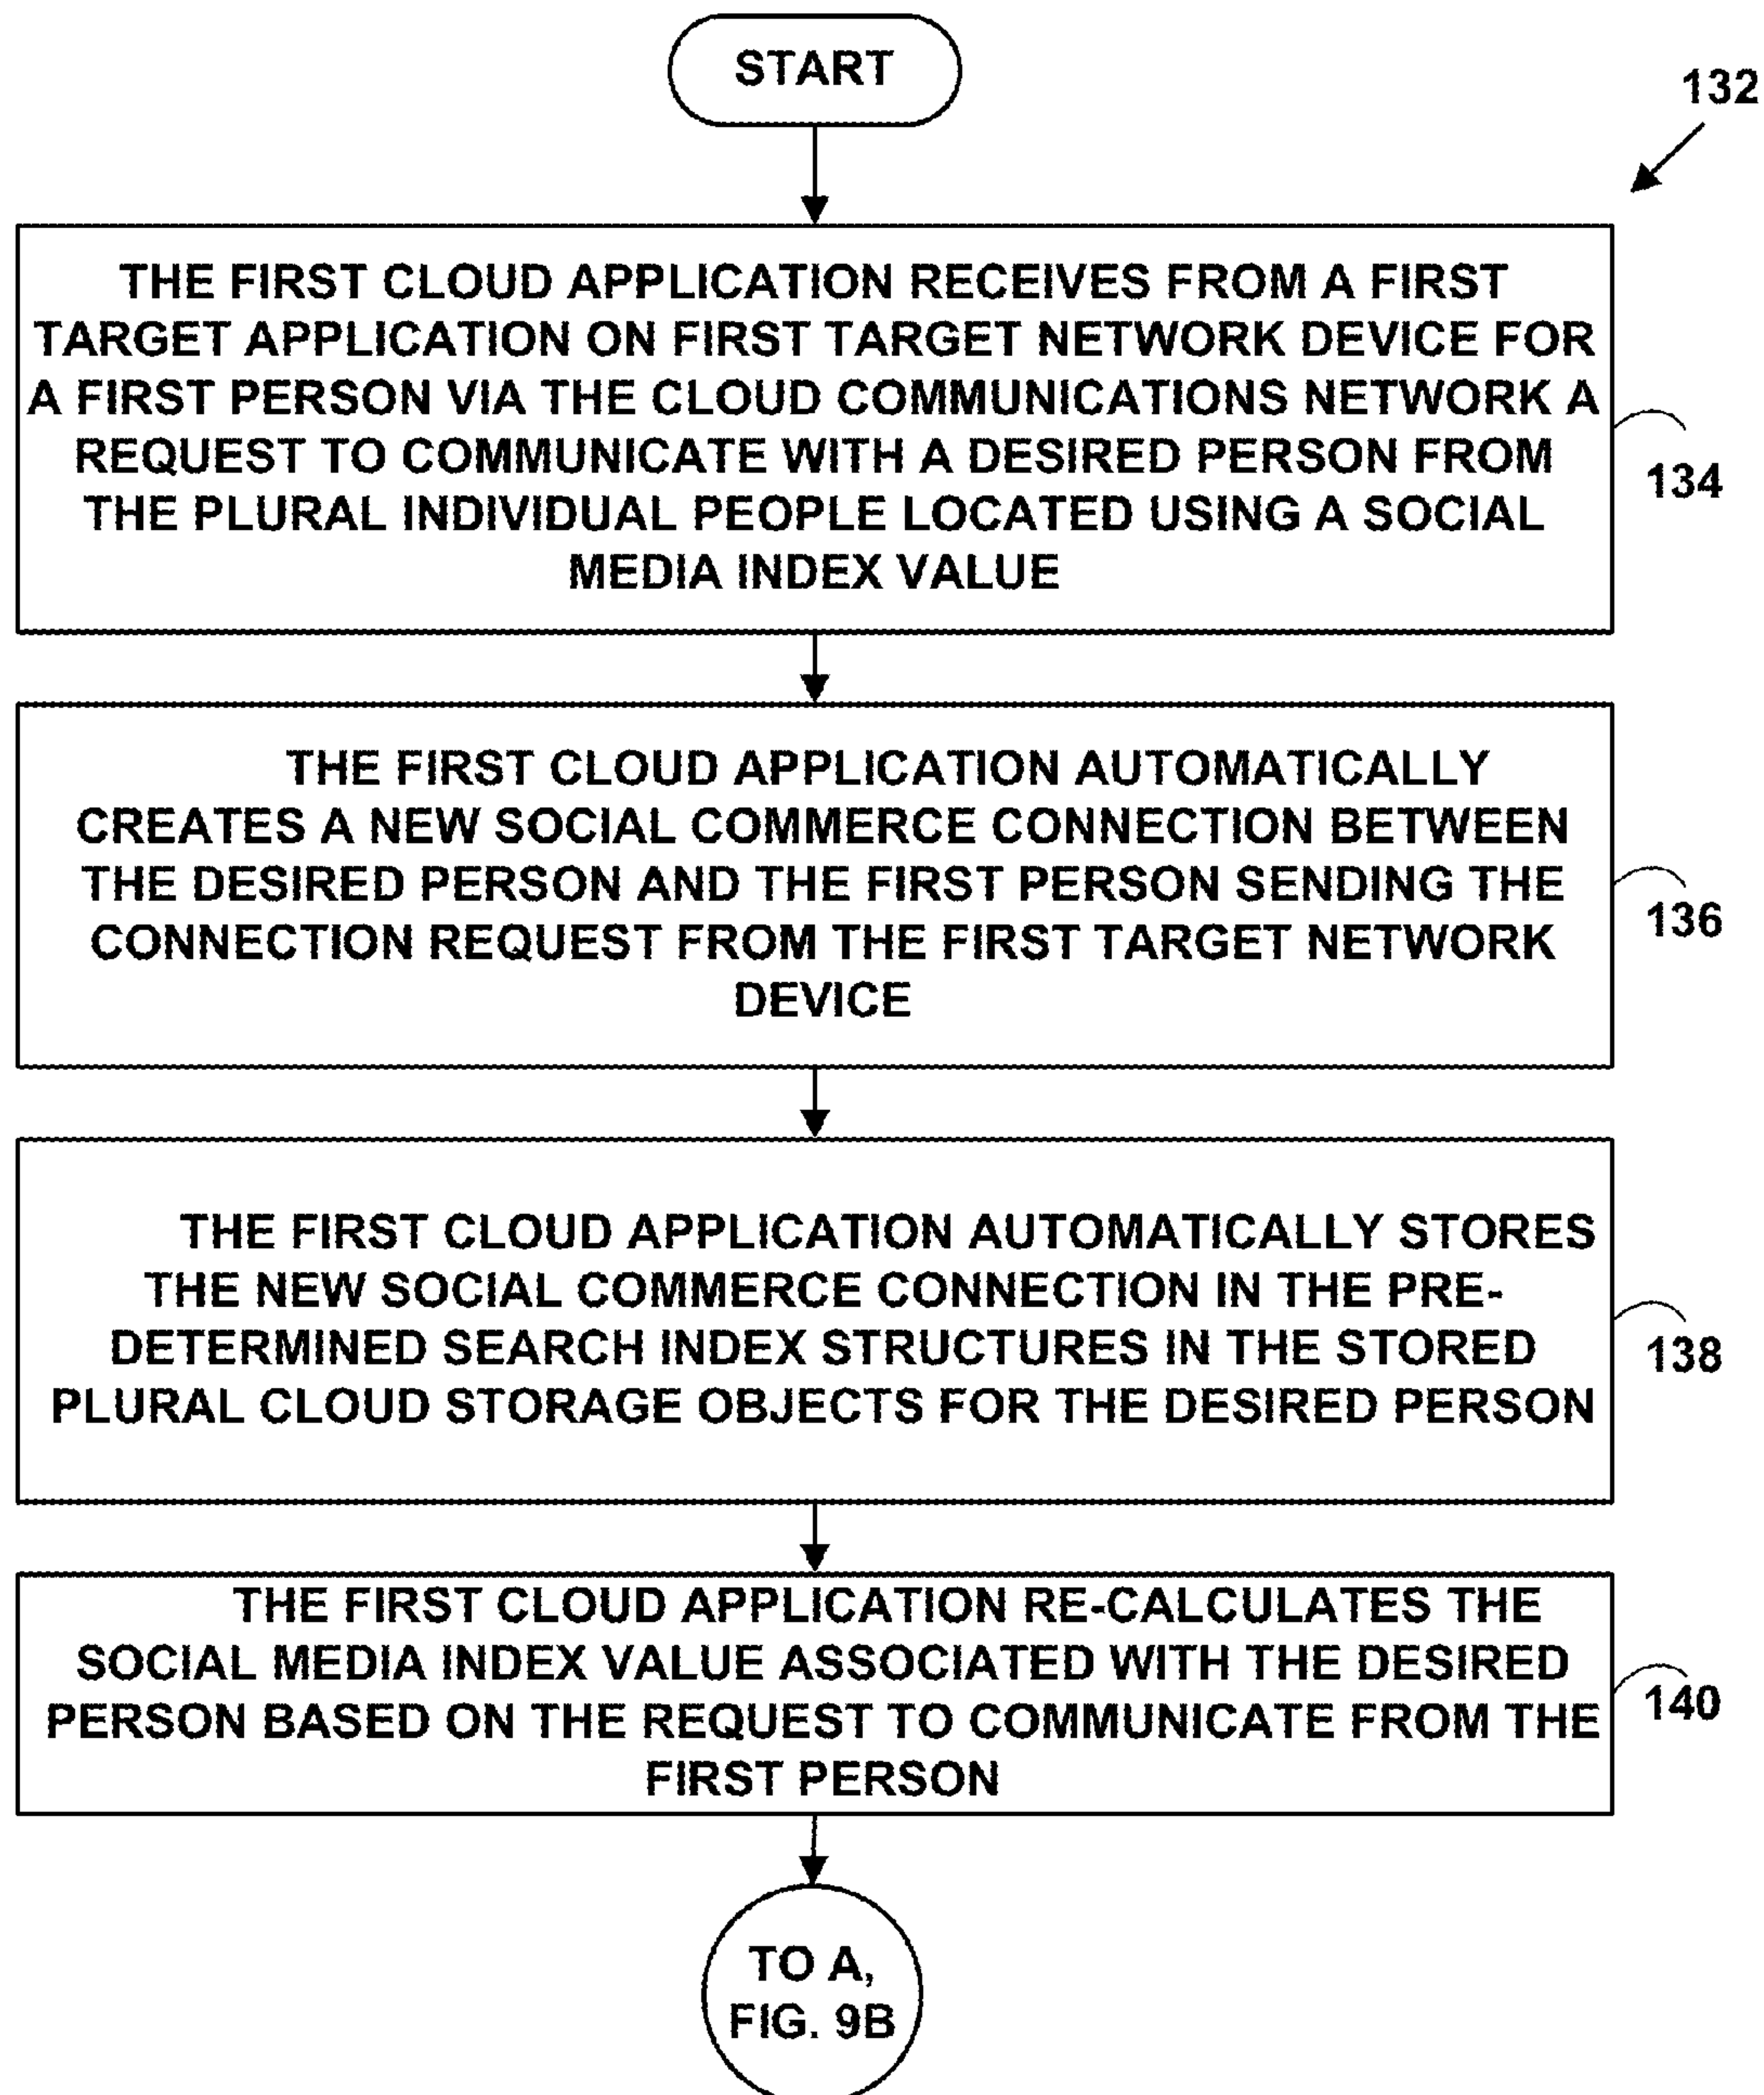 START
132
THE FIRST CLOUD APPLICATION RECEIVES FROM A FIRST
TARGET APPLICATION ON FIRST TARGET NETWORK DEVICE FOR
A FIRST PERSON VIA THE CLOUD COMMUNICATIONS NETWORK A
REQUEST TO COMMUNICATE WITH A DESIRED PERSON FROM
THE PLURAL INDIVIDUAL PEOPLE LOCATED USING A SOCIAL
MEDIA INDEX VALUE
134
THE FIRST CLOUD APPLICATION AUTOMATICALLY
CREATES A NEW SOCIAL COMMERCE CONNECTION BETWEEN
THE DESIRED PERSON AND THE FIRST PERSON SENDING THE
CONNECTION REQUEST FROM THE FIRST TARGET NETWORK
DEVICE
136
THE FIRST CLOUD APPLICATION AUTOMATICALLY STORES
THE NEW SOCIAL COMMERCE CONNECTION IN THE PRE-
DETERMINED SEARCH INDEX STRUCTURES IN THE STORED
PLURAL CLOUD STORAGE OBJECTS FOR THE DESIRED PERSON
138
THE FIRST CLOUD APPLICATION RE-CALCULATES THE
SOCIAL MEDIA INDEX VALUE ASSOCIATED WITH THE DESIRED
PERSON BASED ON THE REQUEST TO COMMUNICATE FROM THE
FIRST PERSON
140
TO A,
FIG. 9B